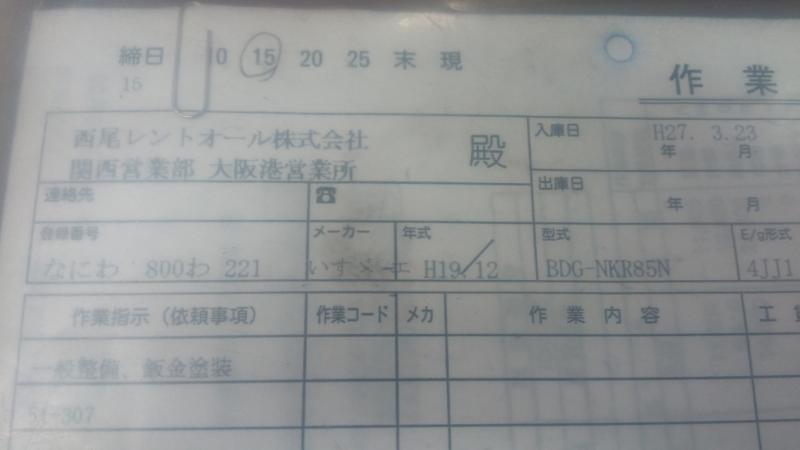 締日 10 15 20 25 末 現
15
作業
西尾レントオール株式会社
関西営業部 大阪港営業所
殿
入庫日 H27. 3.23
年 月
出庫日
年 月
連絡先
☎
登録番号 メーカー 年式 型式 E/g形式
なにわ 800わ 221 いすゞ H19/12 BDG-NKR85N 4JJ1
作業指示（依頼事項） 作業コード メカ 作業内容 工
一般整備、鈑金塗装
51-307